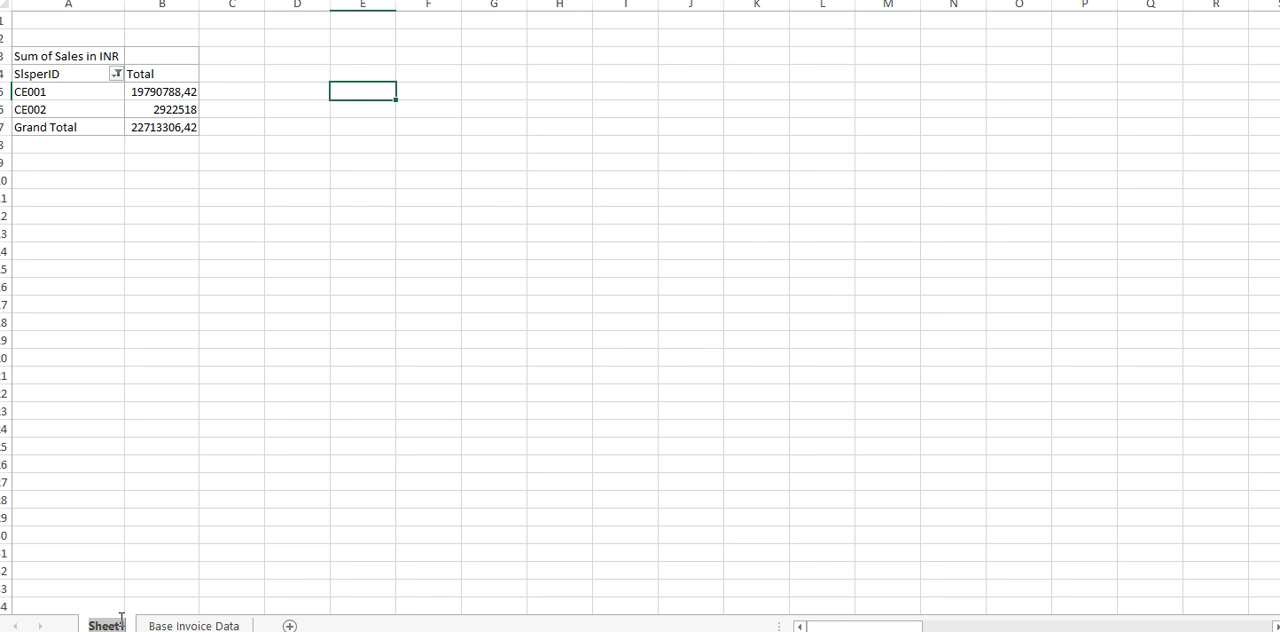 A B C D E F G H I J K L M N O P Q R
Sum of Sales in INR
SlsperID Total
CE001 19790788,42
CE002 2922518
Grand Total 22713306,42
Sheet Base Invoice Data